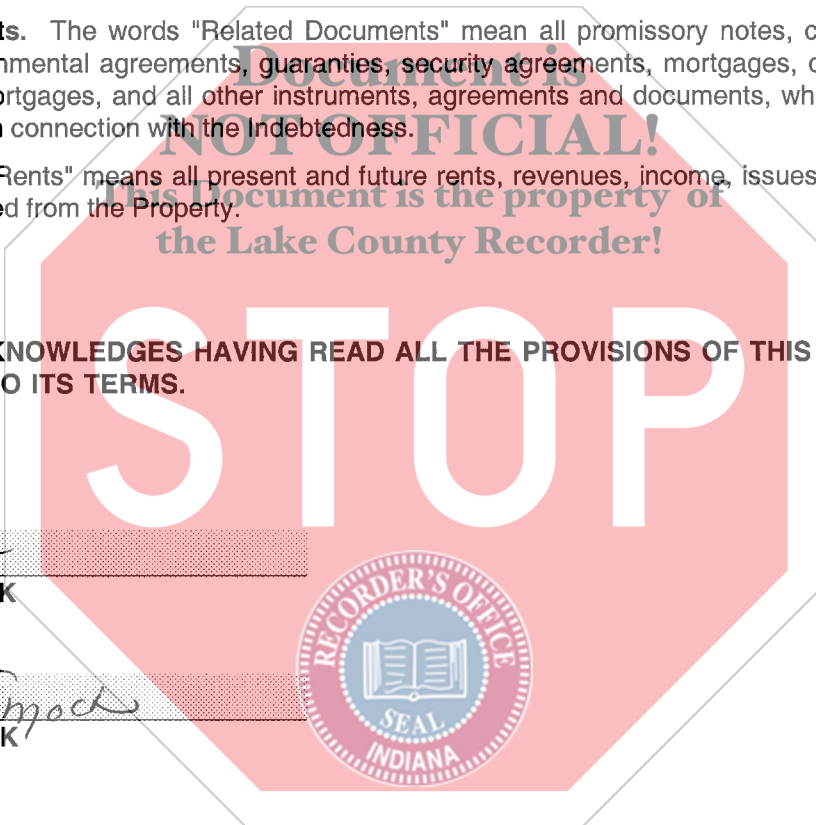 ts. The words "Related Documents" mean all promissory notes, c
nmental agreements, guaranties, security agreements, mortgages, 
ortgages, and all other instruments, agreements and documents, wh
n connection with the Indebtedness.
Rents" means all present and future rents, revenues, income, issues
ed from the Property.
Document is
NOT OFFICIAL!
This Document is the property of
the Lake County Recorder!
STOP
KNOWLEDGES HAVING READ ALL THE PROVISIONS OF THIS
O ITS TERMS.
K
moch
K
RECORDER'S OFFICE
SEAL
INDIANA